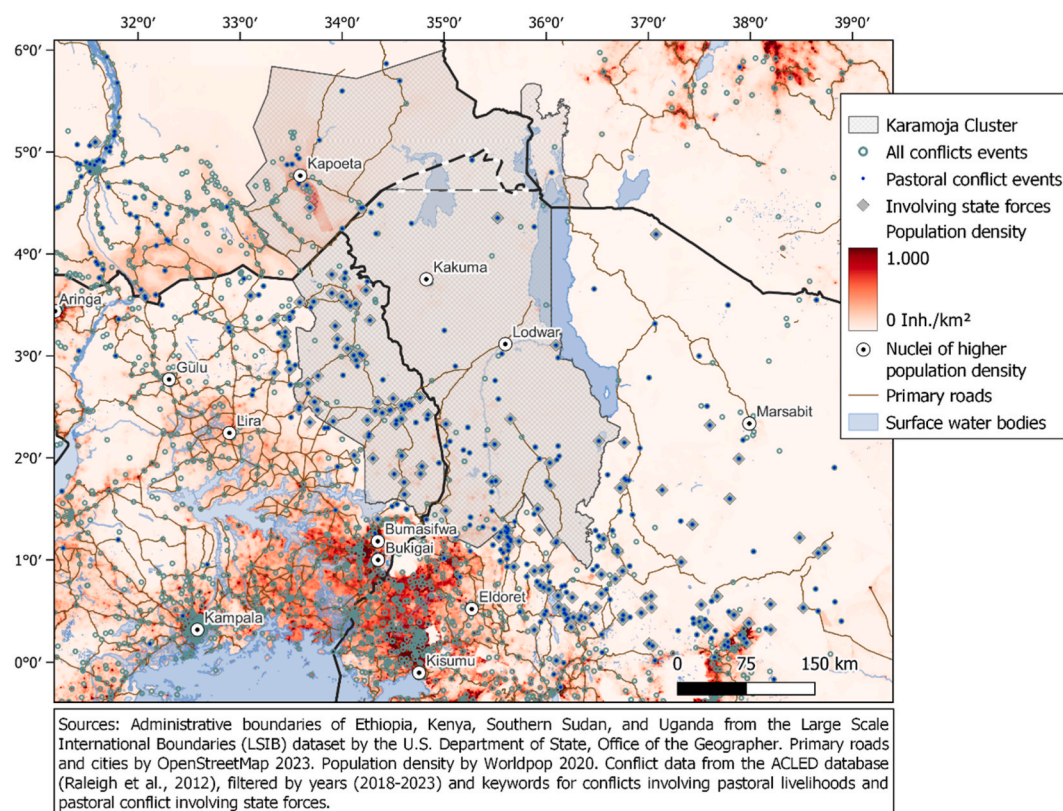 32°0′ 33°0′ 34°0′ 35°0′ 36°0′ 37°0′ 38°0′ 39°0′
6°0′
5°0′
4°0′
3°0′
2°0′
1°0′
0°0′
Kapoeta
Kakuma
Aringa
Lodwar
Gulu
Lira
Marsabit
Bumasifwa
Bukigai
Eldoret
Kampala
Kisumu
0 75 150 km
Karamoja Cluster
All conflicts events
Pastoral conflict events
Involving state forces
Population density
1.000
0 Inh./km²
Nuclei of higher
population density
Primary roads
Surface water bodies
Sources: Administrative boundaries of Ethiopia, Kenya, Southern Sudan, and Uganda from the Large Scale
International Boundaries (LSIB) dataset by the U.S. Department of State, Office of the Geographer. Primary roads
and cities by OpenStreetMap 2023. Population density by Worldpop 2020. Conflict data from the ACLED database
(Raleigh et al., 2012), filtered by years (2018-2023) and keywords for conflicts involving pastoral livelihoods and
pastoral conflict involving state forces.